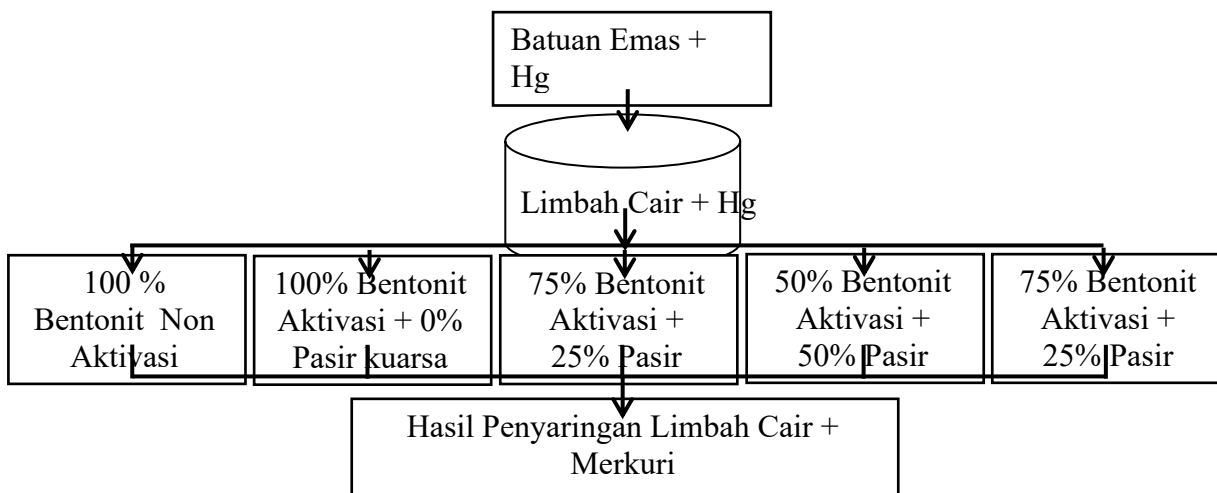 Batuan Emas +
Hg
Limbah Cair + Hg
100 %
Bentonit Non
Aktivasi
100% Bentonit
Aktivasi + 0%
Pasir kuarsa
75% Bentonit
Aktivasi +
25% Pasir
50% Bentonit
Aktivasi +
50% Pasir
75% Bentonit
Aktivasi +
25% Pasir
Hasil Penyaringan Limbah Cair +
Merkuri